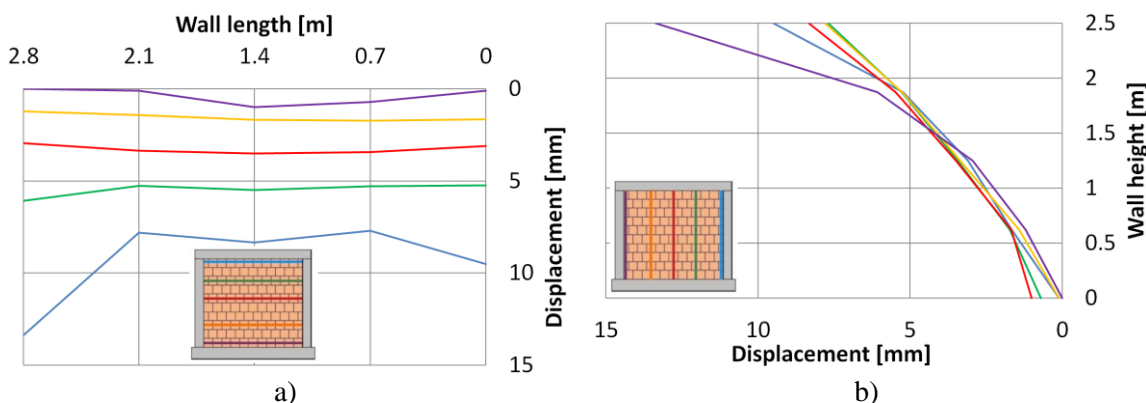 Wall length [m]
2.8 2.1 1.4 0.7 0
0
5
10
15
Displacement [mm]
a)
2.5
2
1.5
1
0.5
0
Wall height [m]
15 10 5 0
Displacement [mm]
b)